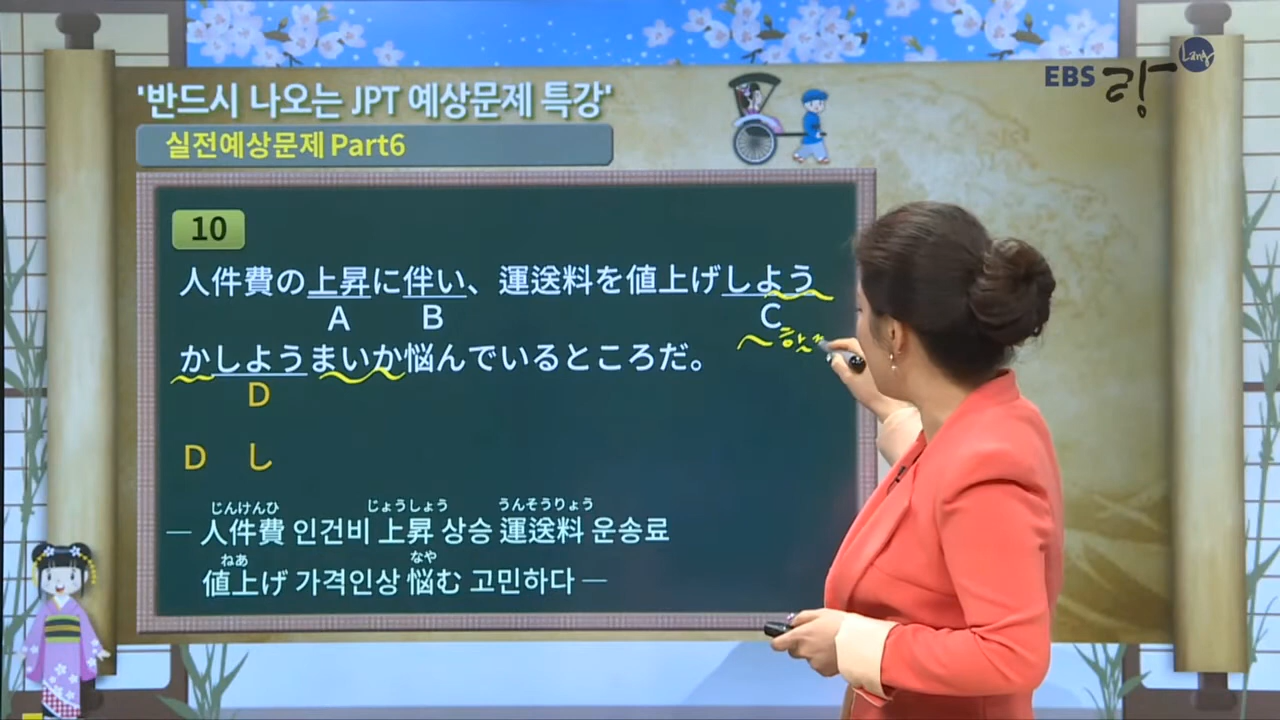 EBS 랑 Lang
'반드시 나오는 JPT 예상문제 특강'
실전예상문제 Part6
10
人件費の上昇に伴い、運送料を値上げしよう
A B C
かしようまいか悩んでいるところだ。
D
D し
じんけんひ じょうしょう うんそうりょう
― 人件費 인건비 上昇 상승 運送料 운송료
ねあ なや
値上げ 가격인상 悩む 고민하다 ―